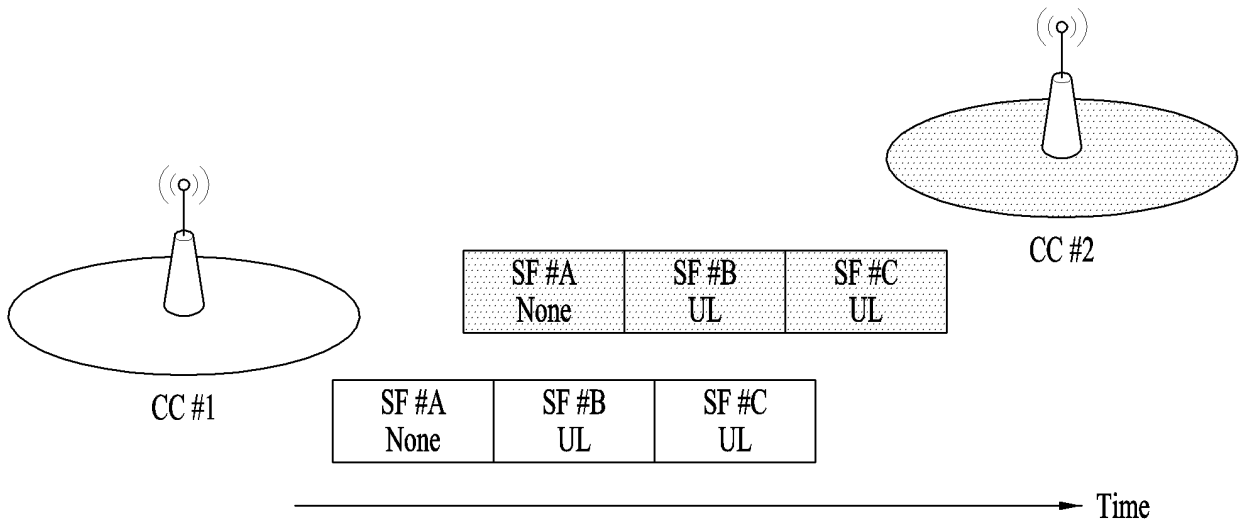 CC #2
SF #A
None
SF #B
UL
SF #C
UL
CC #1
SF #A
None
SF #B
UL
SF #C
UL
Time